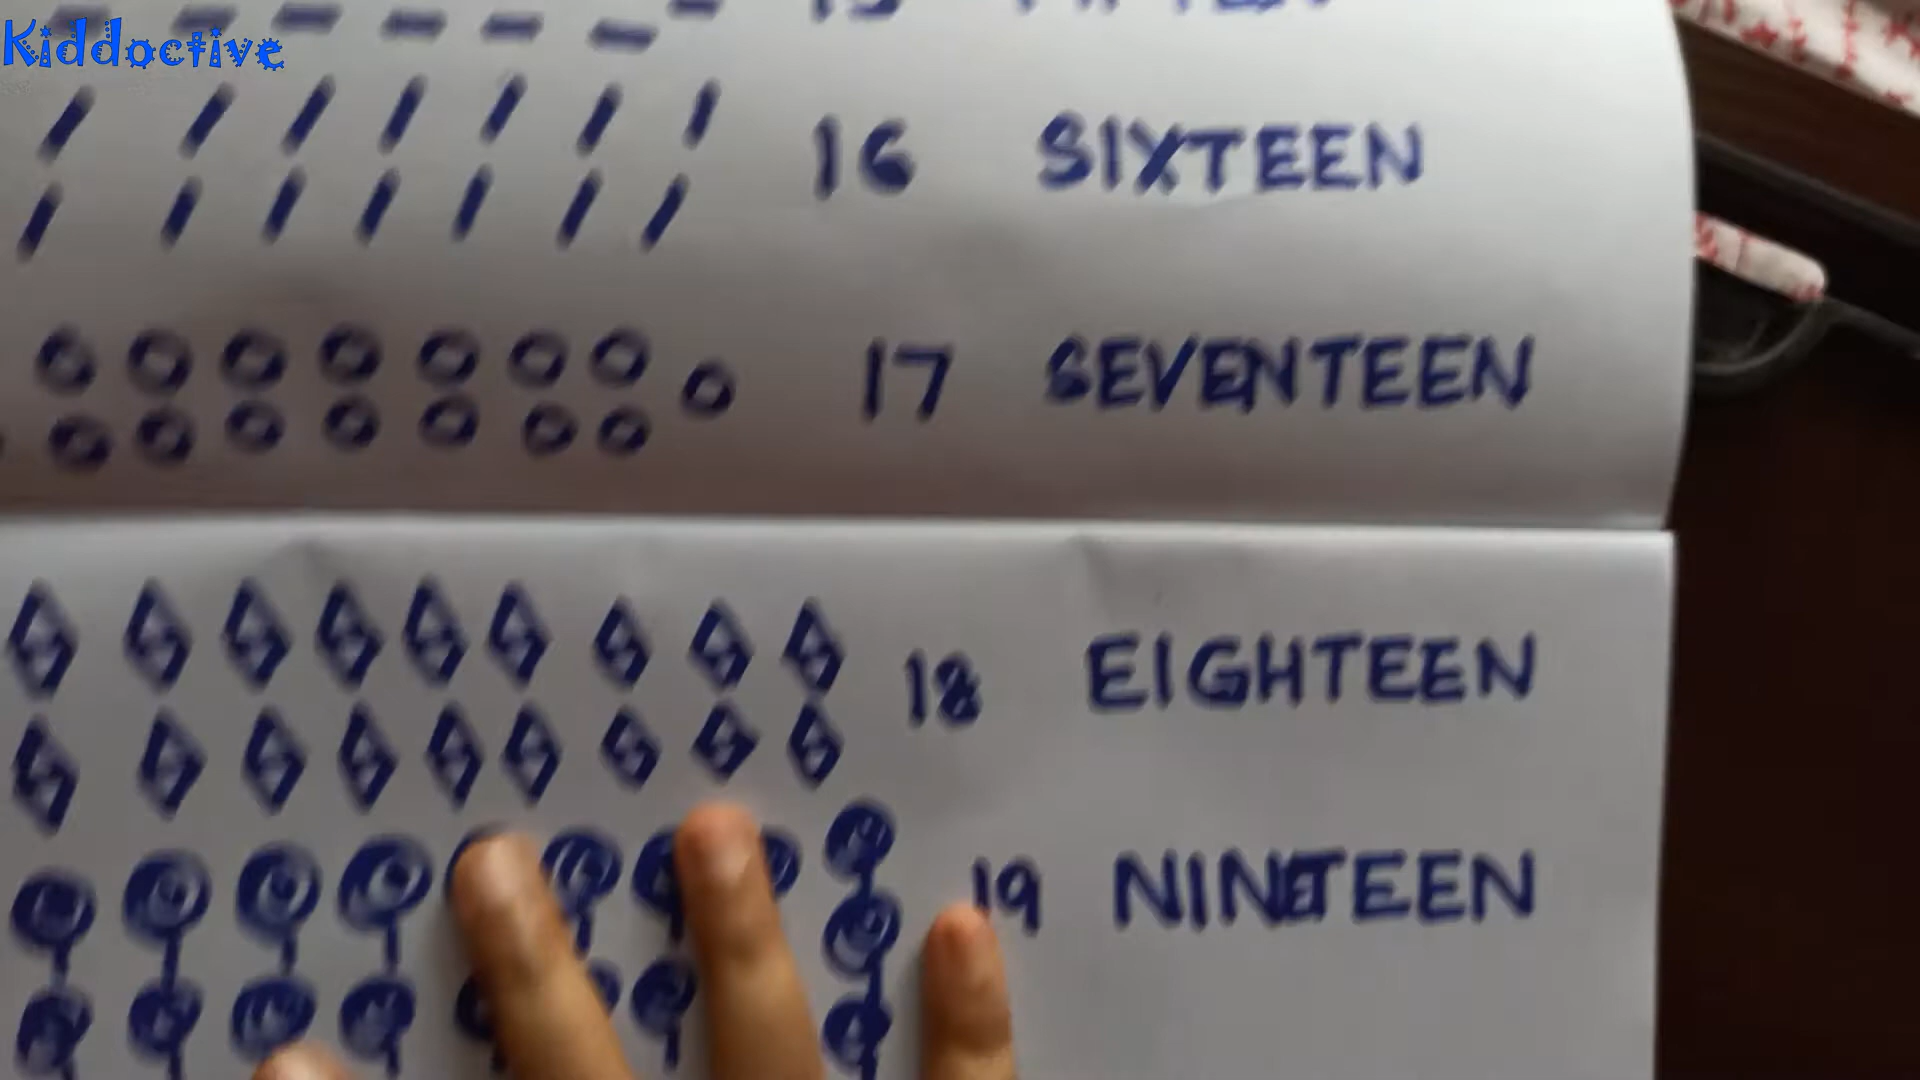 Kiddoctive
16 SIXTEEN
17 SEVENTEEN
18 EIGHTEEN
19 NINETEEN